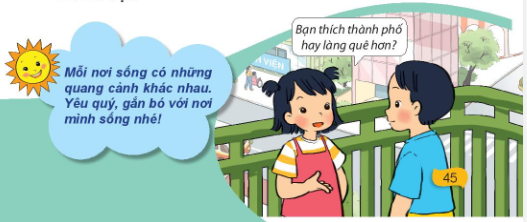 Mỗi nơi sống có những
quang cảnh khác nhau.
Yêu quý, gắn bó với nơi
mình sống nhé!
Bạn thích thành phố
hay làng quê hơn?
VIÊN
45